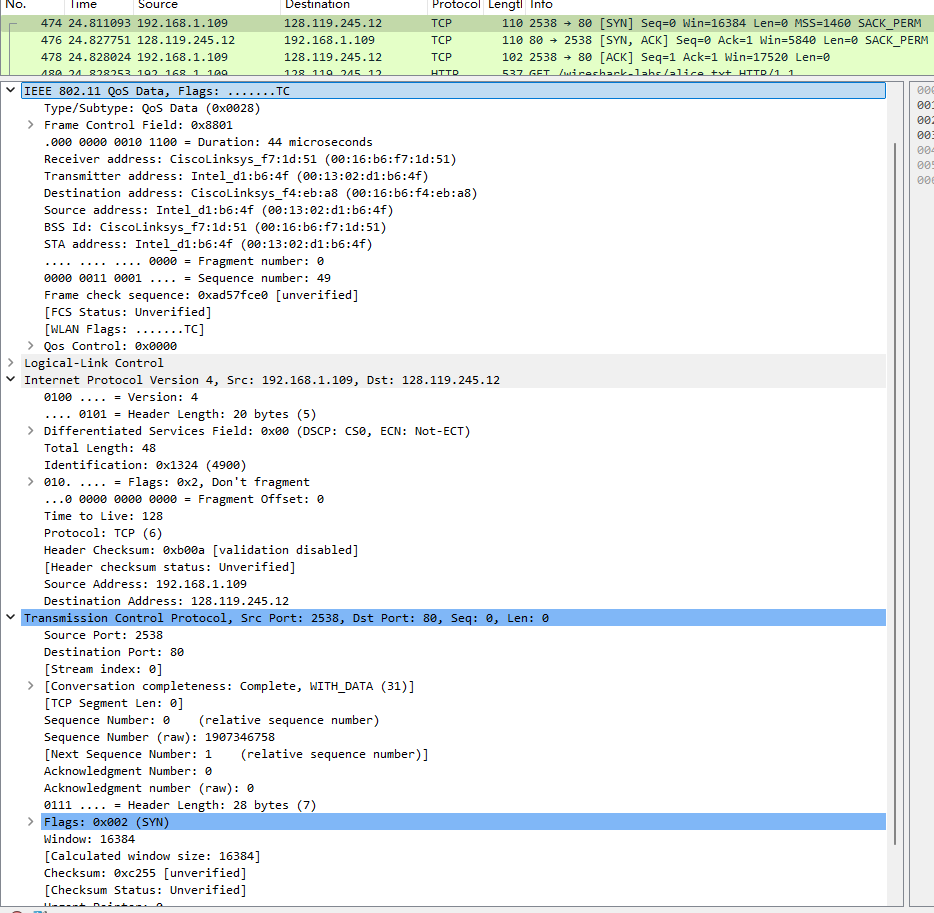 No. Time Source Destination Protocol Lengtl Info
474 24.811093 192.168.1.109 128.119.245.12 TCP 110 2538 → 80 [SYN] Seq=0 Win=16384 Len=0 MSS=1460 SACK_PERM
476 24.827751 128.119.245.12 192.168.1.109 TCP 110 80 → 2538 [SYN, ACK] Seq=0 Ack=1 Win=5840 Len=0 SACK_PERM
478 24.828024 192.168.1.109 128.119.245.12 TCP 102 2538 → 80 [ACK] Seq=1 Ack=1 Win=17520 Len=0
480 24.828253 192.168.1.109 128.119.245.12 HTTP 537 GET /wireshark-labs/alice.txt HTTP/1.1
IEEE 802.11 QoS Data, Flags: .......TC
Type/Subtype: QoS Data (0x0028)
Frame Control Field: 0x8801
.000 0000 0010 1100 = Duration: 44 microseconds
Receiver address: CiscoLinksys_f7:1d:51 (00:16:b6:f7:1d:51)
Transmitter address: Intel_d1:b6:4f (00:13:02:d1:b6:4f)
Destination address: CiscoLinksys_f4:eb:a8 (00:16:b6:f4:eb:a8)
Source address: Intel_d1:b6:4f (00:13:02:d1:b6:4f)
BSS Id: CiscoLinksys_f7:1d:51 (00:16:b6:f7:1d:51)
STA address: Intel_d1:b6:4f (00:13:02:d1:b6:4f)
.... .... .... 0000 = Fragment number: 0
0000 0011 0001 .... = Sequence number: 49
Frame check sequence: 0xad57fce0 [unverified]
[FCS Status: Unverified]
[WLAN Flags: .......TC]
Qos Control: 0x0000
Logical-Link Control
Internet Protocol Version 4, Src: 192.168.1.109, Dst: 128.119.245.12
0100 .... = Version: 4
.... 0101 = Header Length: 20 bytes (5)
Differentiated Services Field: 0x00 (DSCP: CS0, ECN: Not-ECT)
Total Length: 48
Identification: 0x1324 (4900)
010. .... = Flags: 0x2, Don't fragment
...0 0000 0000 0000 = Fragment Offset: 0
Time to Live: 128
Protocol: TCP (6)
Header Checksum: 0xb00a [validation disabled]
[Header checksum status: Unverified]
Source Address: 192.168.1.109
Destination Address: 128.119.245.12
Transmission Control Protocol, Src Port: 2538, Dst Port: 80, Seq: 0, Len: 0
Source Port: 2538
Destination Port: 80
[Stream index: 0]
[Conversation completeness: Complete, WITH_DATA (31)]
[TCP Segment Len: 0]
Sequence Number: 0 (relative sequence number)
Sequence Number (raw): 1907346758
[Next Sequence Number: 1 (relative sequence number)]
Acknowledgment Number: 0
Acknowledgment number (raw): 0
0111 .... = Header Length: 28 bytes (7)
Flags: 0x002 (SYN)
Window: 16384
[Calculated window size: 16384]
Checksum: 0xc255 [unverified]
[Checksum Status: Unverified]
Urgent Pointer: 0